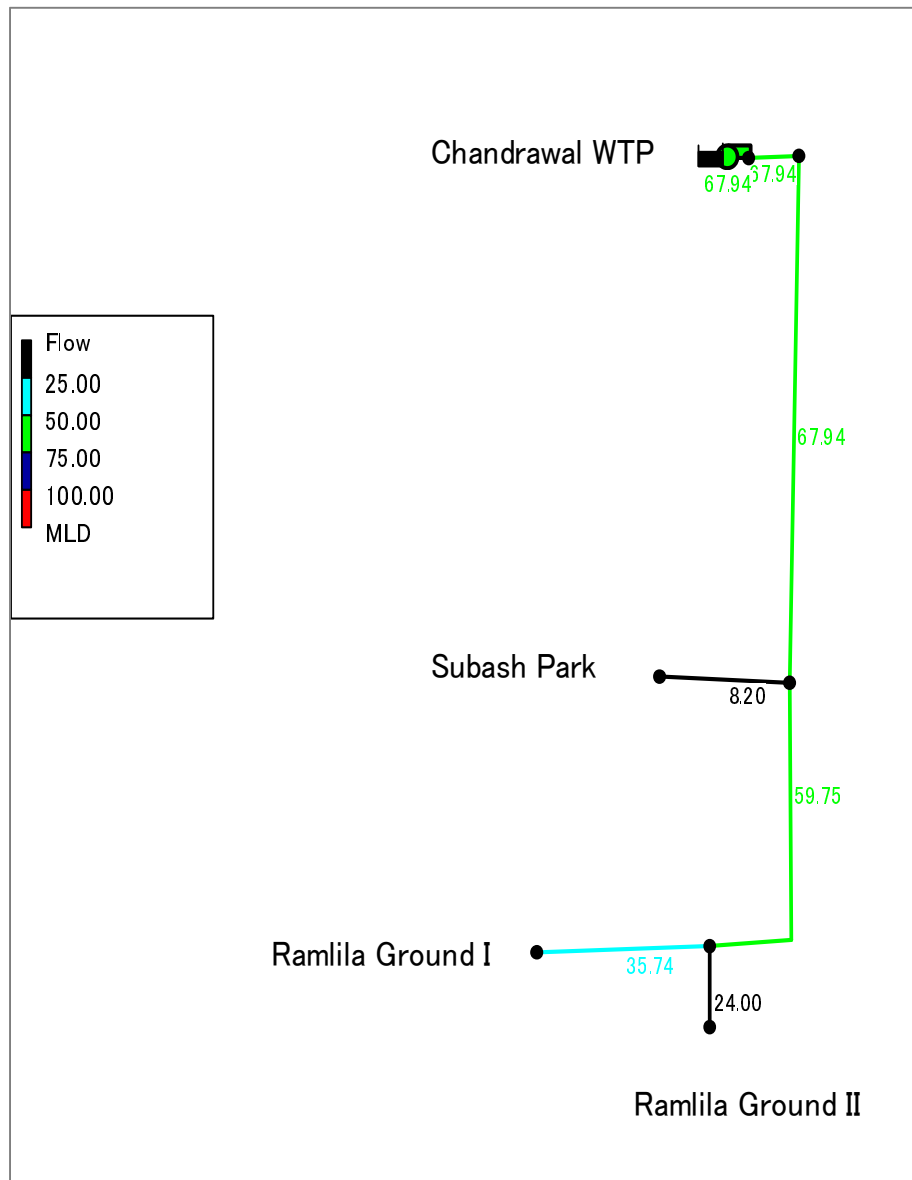 Chandrawal WTP
67.94
67.94
Flow
25.00
50.00
75.00
100.00
MLD
67.94
Subash Park
8.20
59.75
Ramlila Ground I
35.74
24.00
Ramlila Ground II